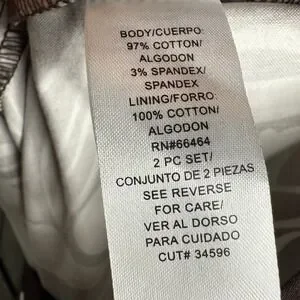 BODY/CUERPO:
97% COTTON/
ALGODON
3% SPANDEX/
SPANDEX
LINING/FORRO:
100% COTTON/
ALGODON
RN#66464
2 PC SET/
CONJUNTO DE 2 PIEZAS
SEE REVERSE
FOR CARE/
VER AL DORSO
PARA CUIDADO
CUT# 34596